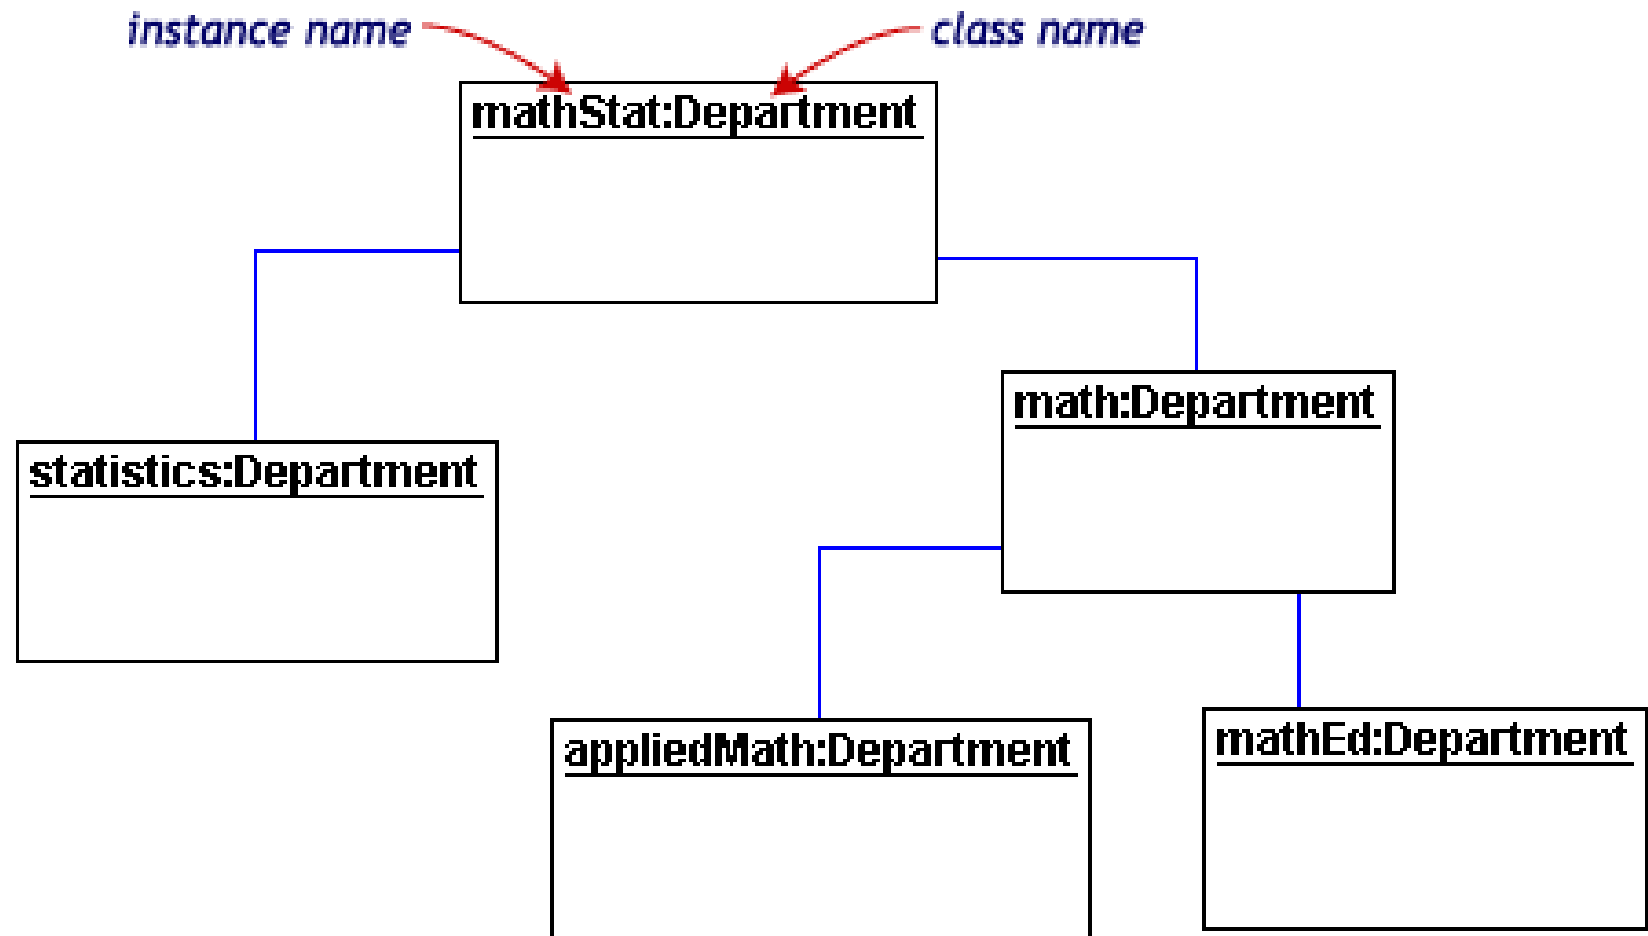 instance name
class name
mathStat:Department
math:Department
statistics:Department
appliedMath:Department
mathEd:Department